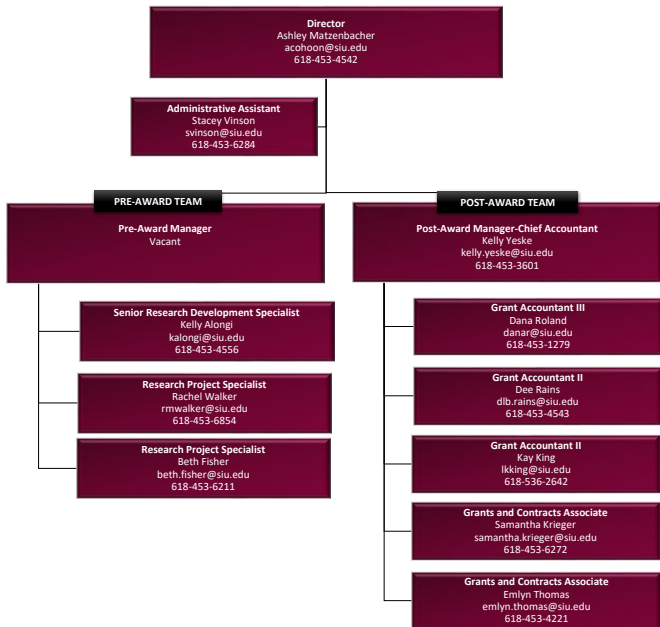 Director
Ashley Matzenbacher
acohoon@siu.edu
618-453-4542
Administrative Assistant
Stacey Vinson
svinson@siu.edu
618-453-6284
PRE-AWARD TEAM
Pre-Award Manager
Vacant
Senior Research Development Specialist
Kelly Alongi
kalongi@siu.edu
618-453-4556
Research Project Specialist
Rachel Walker
rmwalker@siu.edu
618-453-6854
Research Project Specialist
Beth Fisher
beth.fisher@siu.edu
618-453-6211
POST-AWARD TEAM
Post-Award Manager-Chief Accountant
Kelly Yeske
kelly.yeske@siu.edu
618-453-3601
Grant Accountant III
Dana Roland
danar@siu.edu
618-453-1279
Grant Accountant II
Dee Rains
dlb.rains@siu.edu
618-453-4543
Grant Accountant II
Kay King
lkking@siu.edu
618-536-2642
Grants and Contracts Associate
Samantha Krieger
samantha.krieger@siu.edu
618-453-6272
Grants and Contracts Associate
Emlyn Thomas
emlyn.thomas@siu.edu
618-453-4221